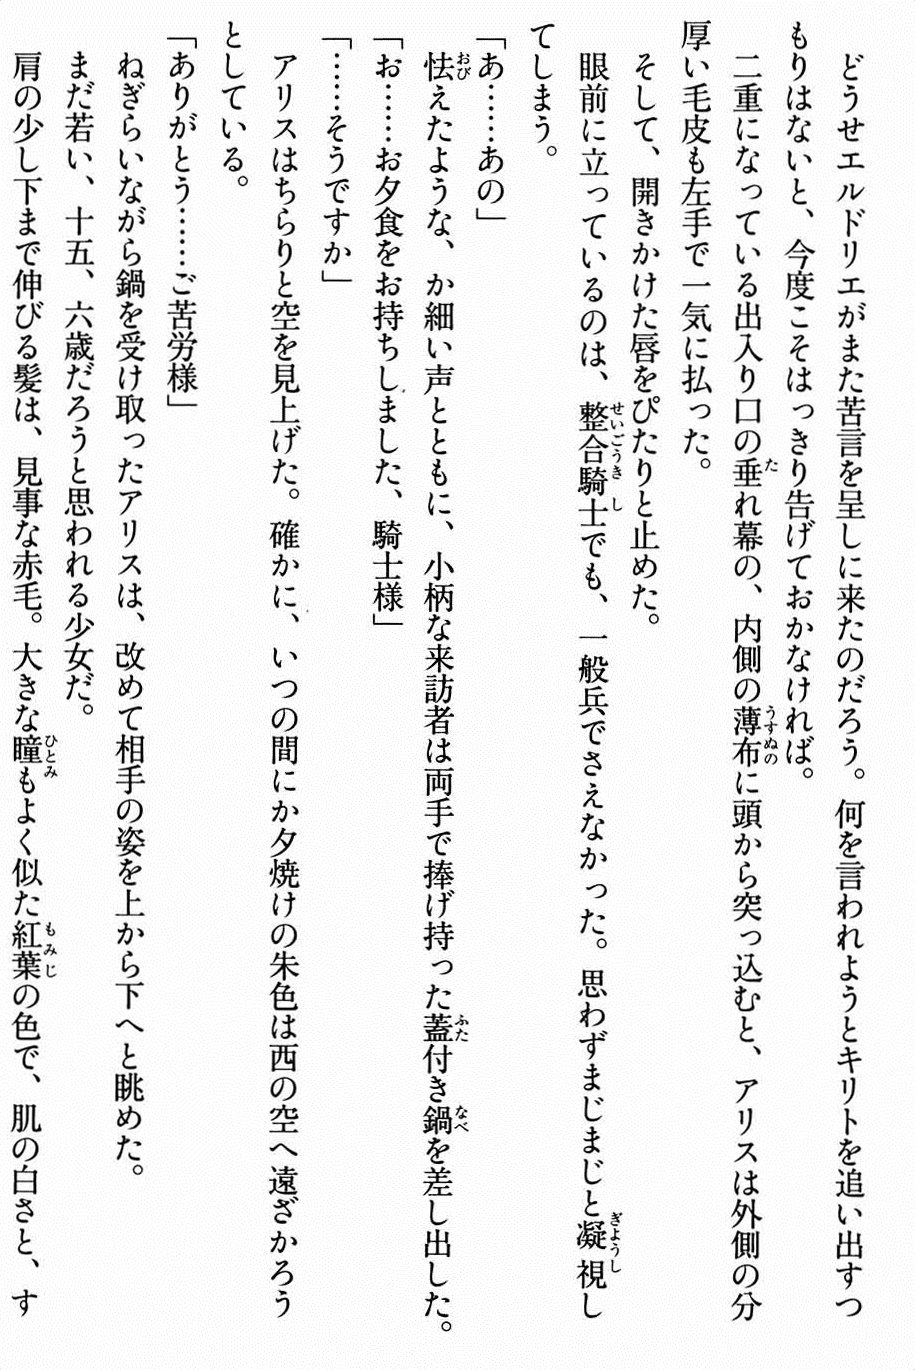 どうせエルドリエがまた苦言を呈しに来たのだろう。何を言われようとキリトを追い出すつ
もりはないと、今度こそはっきり告げておかなければ。
二重になっている出入り口の垂れ幕の、内側の薄布に頭から突っ込むと、アリスは外側の分
厚い毛皮も左手で一気に払った。
そして、開きかけた唇をぴたりと止めた。
眼前に立っているのは、整合騎士でも、一般兵でさえなかった。思わずまじまじと凝視し
てしまう。
「あ……あの」
怯えたような、か細い声とともに、小柄な来訪者は両手で捧げ持った蓋付き鍋を差し出した。
「お……お夕食をお持ちしました、騎士様」
「……そうですか」
アリスはちらりと空を見上げた。確かに、いつの間にか夕焼けの朱色は西の空へ遠ざかろう
としている。
「ありがとう……ご苦労様」
ねぎらいながら鍋を受け取ったアリスは、改めて相手の姿を上から下へと眺めた。
まだ若い、十五、六歳だろうと思われる少女だ。
肩の少し下まで伸びる髪は、見事な赤毛。大きな瞳もよく似た紅葉の色で、肌の白さと、す